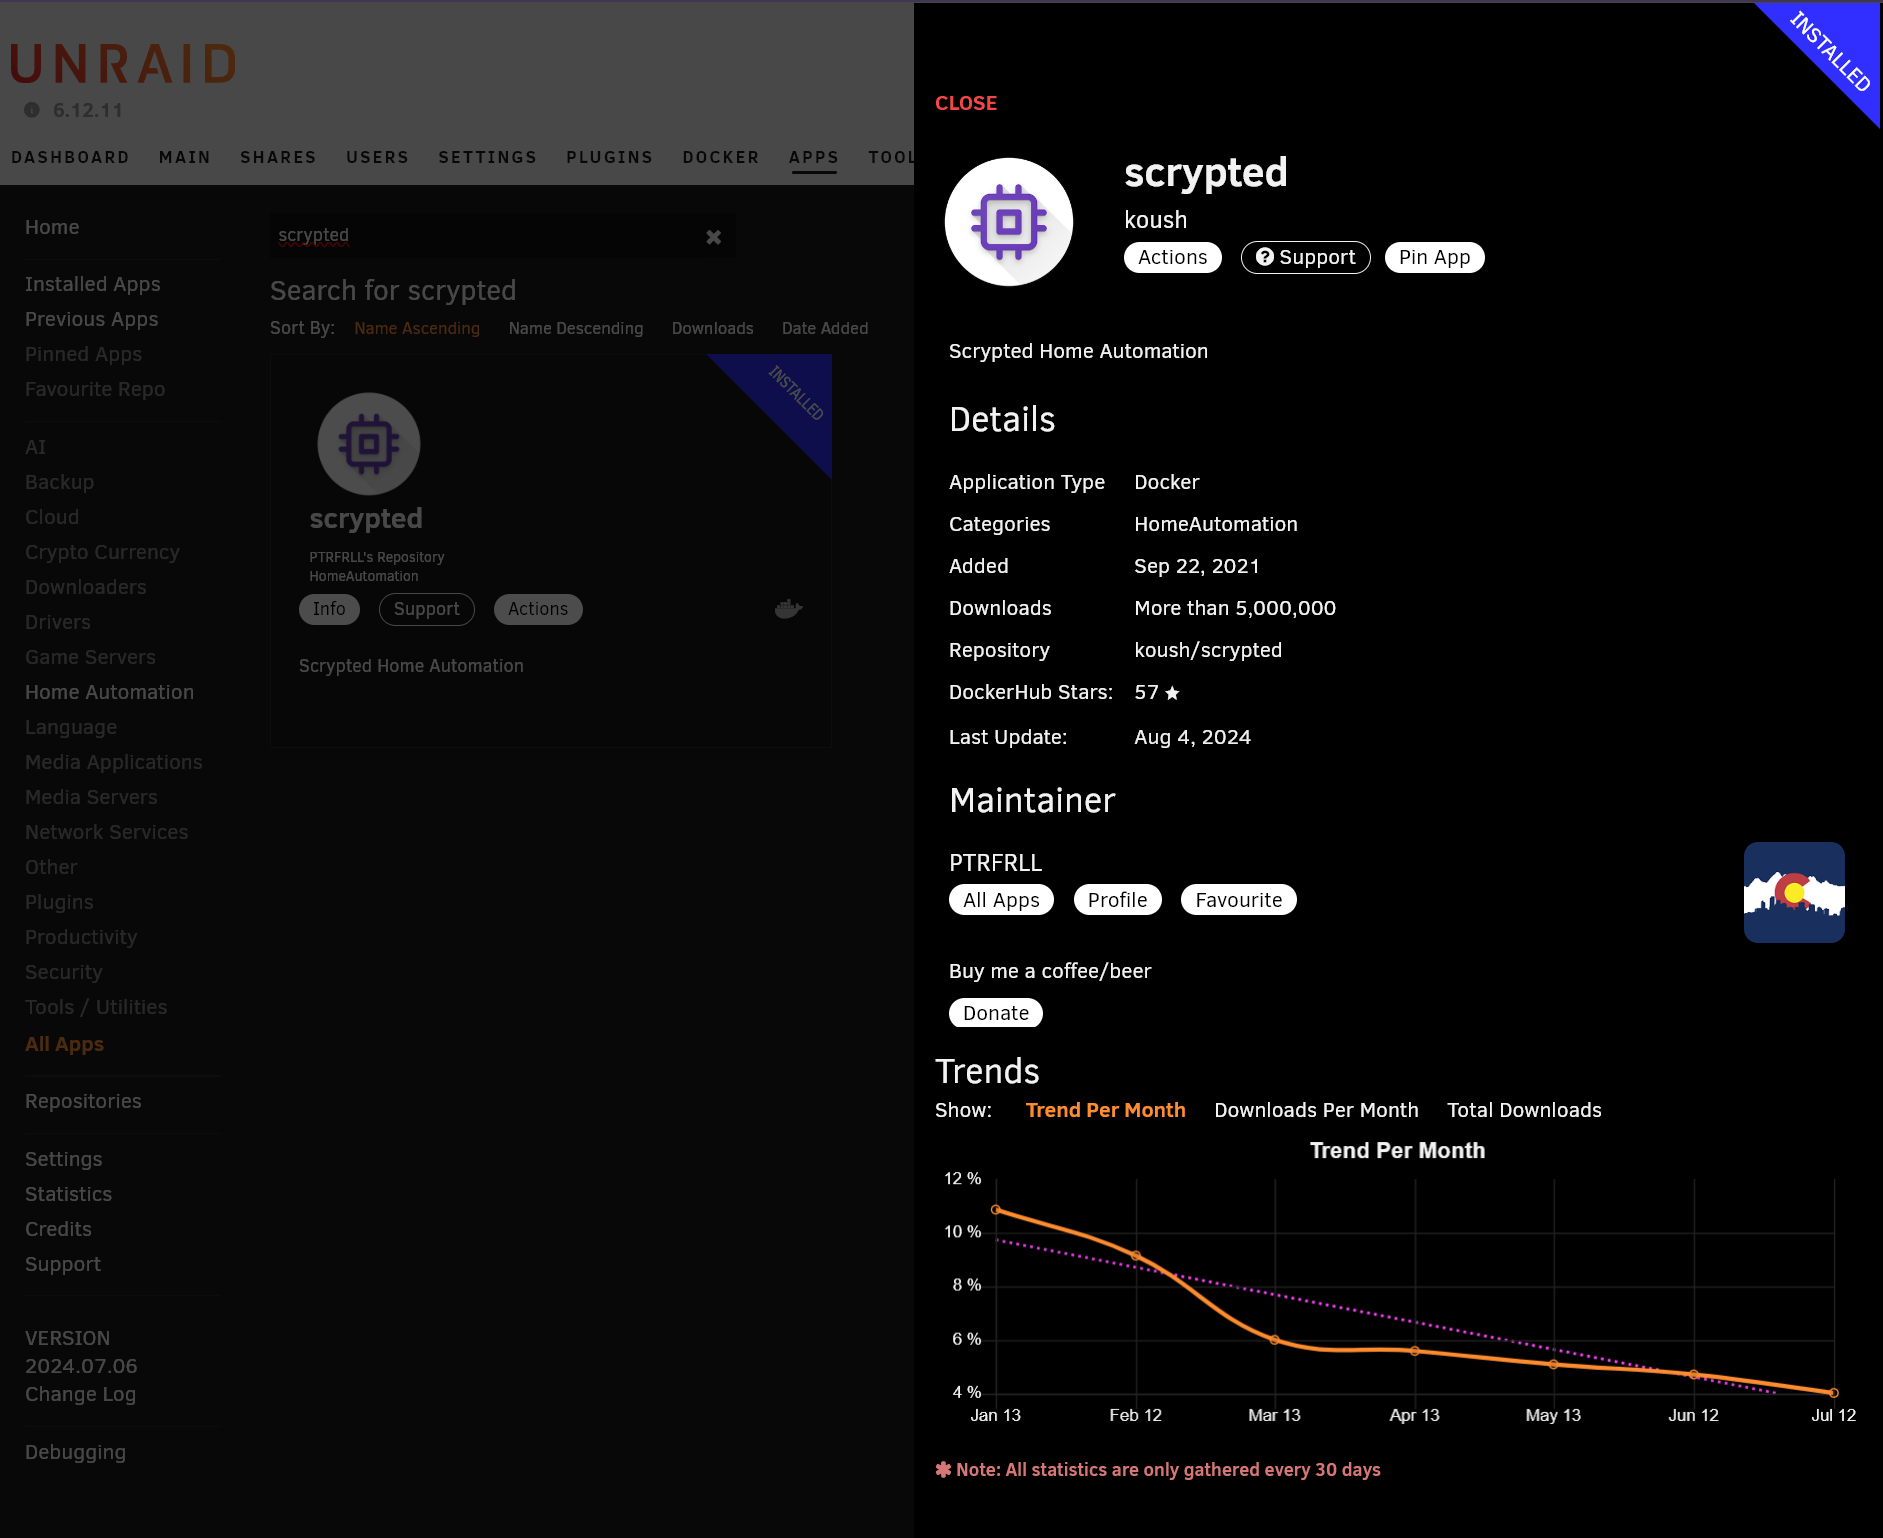 UNRAID
6.12.11
DASHBOARD MAIN SHARES USERS SETTINGS PLUGINS DOCKER APPS TOOL
Home
Installed Apps
Previous Apps
Pinned Apps
Favourite Repo
AI
Backup
Cloud
Crypto Currency
Downloaders
Drivers
Game Servers
Home Automation
Language
Media Applications
Media Servers
Network Services
Other
Plugins
Productivity
Security
Tools / Utilities
All Apps
Repositories
Settings
Statistics
Credits
Support
VERSION
2024.07.06
Change Log
Debugging
scrypted
Search for scrypted
Sort By: Name Ascending Name Descending Downloads Date Added
INSTALLED
scrypted
PTRFRLL's Repository
HomeAutomation
Info Support Actions
Scrypted Home Automation
INSTALLED
CLOSE
scrypted
koush
Actions Support Pin App
Scrypted Home Automation
Details
Application Type Docker
Categories HomeAutomation
Added Sep 22, 2021
Downloads More than 5,000,000
Repository koush/scrypted
DockerHub Stars: 57 ★
Last Update: Aug 4, 2024
Maintainer
PTRFRLL
All Apps Profile Favourite
Buy me a coffee/beer
Donate
Trends
Show: Trend Per Month Downloads Per Month Total Downloads
Trend Per Month
12 %
10 %
8 %
6 %
4 %
Jan 13 Feb 12 Mar 13 Apr 13 May 13 Jun 12 Jul 12
✱ Note: All statistics are only gathered every 30 days